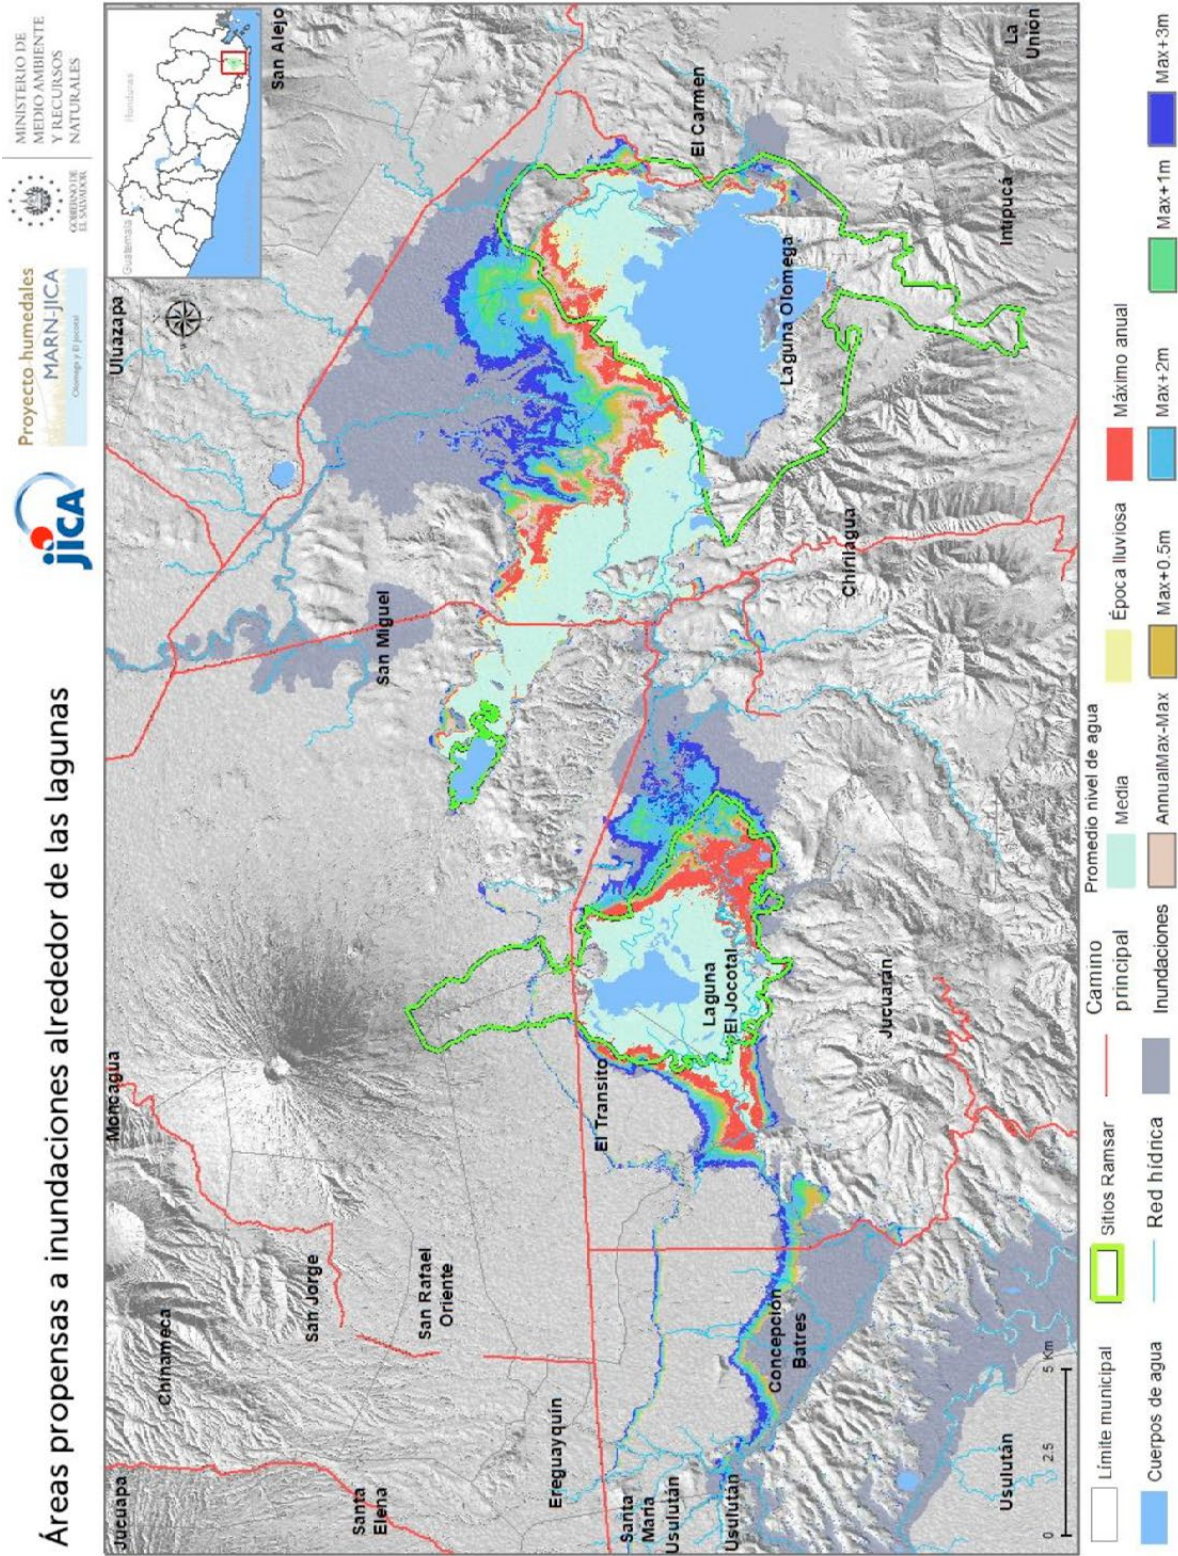 Áreas propensas a inundaciones alrededor de las lagunas
jICA
Proyecto-humedales
MARN-JICA
Olomega y El Jocotal
GOBIERNO DE
EL SALVADOR
MINISTERIO DE
MEDIO AMBIENTE
Y RECURSOS
NATURALES
Guatemala
Honduras
Jucuapa
Chinameca
Moncagua
Uluazapa
San Alejo
Santa
Elena
San Jorge
San Rafael
Oriente
San Miguel
Ereguayquín
El Transito
El Carmen
Santa
María
Usulután
Usulután
Concepción
Batres
Laguna
El Jocotal
Laguna Olomega
Jucuarán
Chirilagua
Intipucá
La
Unión
Usulután
0 2.5 5 Km
Límite municipal
Sitios Ramsar
Camino
principal
Promedio nivel de agua
Media
Época lluviosa
Máximo anual
Cuerpos de agua
Red hídrica
Inundaciones
AnnualMax-Max
Max+0.5m
Max+2m
Max+1m
Max+3m